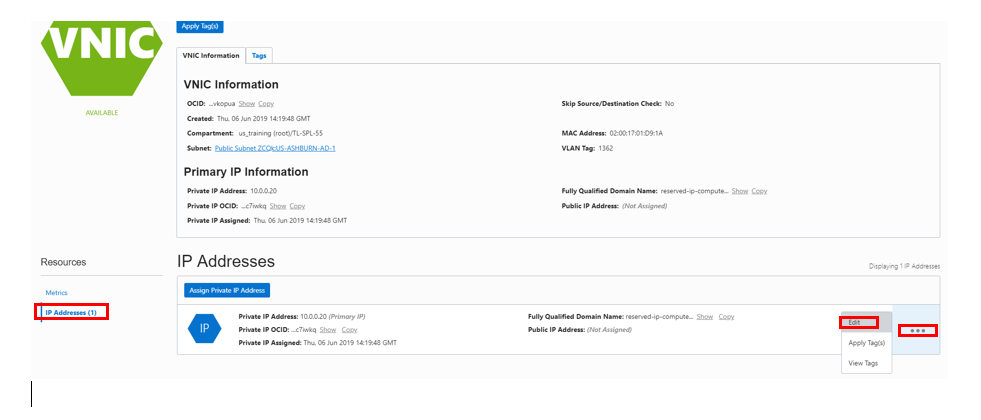 Apply Tag(s)
VNIC
AVAILABLE
VNIC Information Tags
VNIC Information
OCID: ...vkopua Show Copy
Skip Source/Destination Check: No
Created: Thu, 06 Jun 2019 14:19:48 GMT
Compartment: us_training (root)/TL-SPL-55
MAC Address: 02:00:17:01:D9:1A
Subnet: Public Subnet ZCQJcUS-ASHBURN-AD-1
VLAN Tag: 1362
Primary IP Information
Private IP Address: 10.0.0.20
Fully Qualified Domain Name: reserved-ip-compute... Show Copy
Private IP OCID: ...c7iwkq Show Copy
Public IP Address: (Not Assigned)
Private IP Assigned: Thu, 06 Jun 2019 14:19:48 GMT
Resources
Metrics
IP Addresses (1)
IP Addresses
Displaying 1 IP Addresses
Assign Private IP Address
IP
Private IP Address: 10.0.0.20 (Primary IP)
Fully Qualified Domain Name: reserved-ip-compute... Show Copy
Private IP OCID: ...c7iwkq Show Copy
Public IP Address: (Not Assigned)
Private IP Assigned: Thu, 06 Jun 2019 14:19:48 GMT
Edit
Apply Tag(s)
View Tags